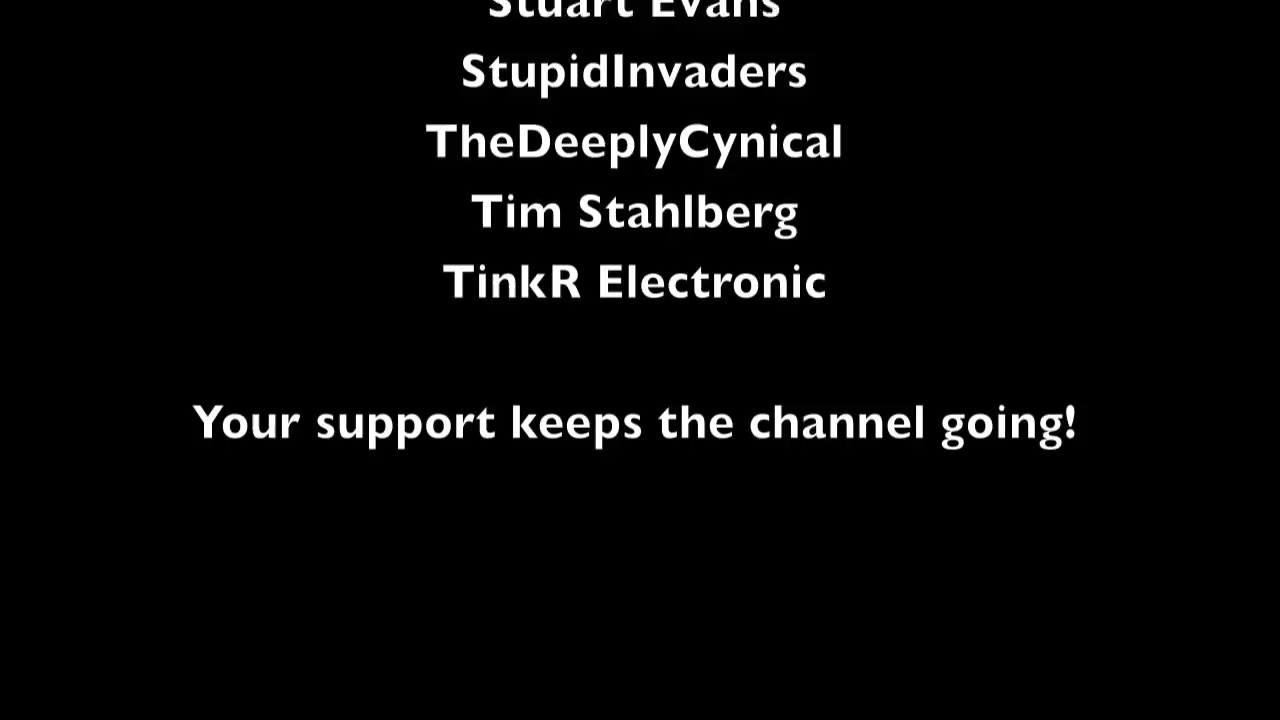 Stuart Evans
StupidInvaders
TheDeeplyCynical
Tim Stahlberg
TinkR Electronic
Your support keeps the channel going!